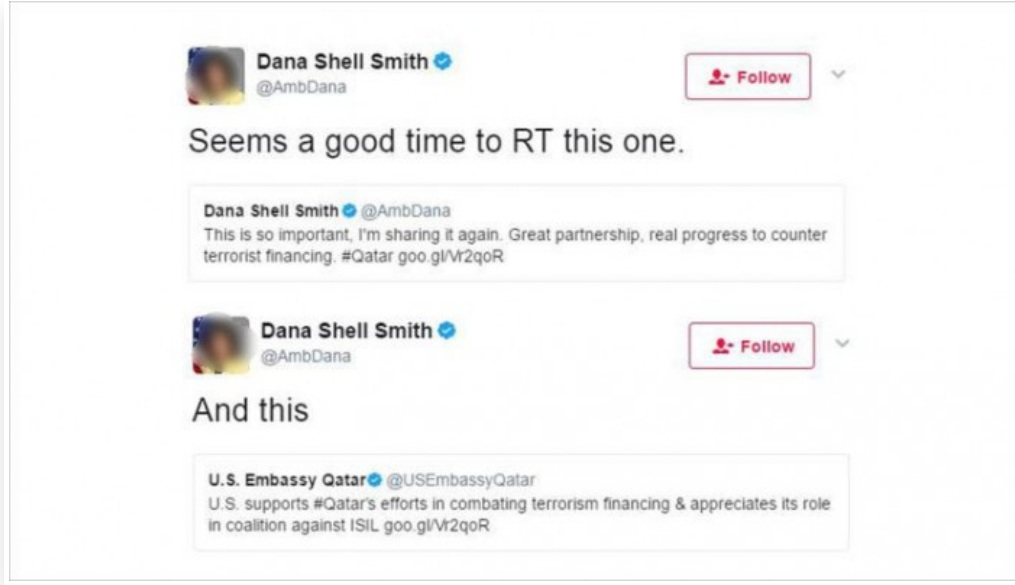 Dana Shell Smith
@AmbDana
Follow
Seems a good time to RT this one.
Dana Shell Smith @AmbDana
This is so important, I'm sharing it again. Great partnership, real progress to counter
terrorist financing. #Qatar goo.gl/Vr2qoR
Dana Shell Smith
@AmbDana
Follow
And this
U.S. Embassy Qatar @USEmbassyQatar
U.S. supports #Qatar's efforts in combating terrorism financing & appreciates its role
in coalition against ISIL goo.gl/Vr2qoR